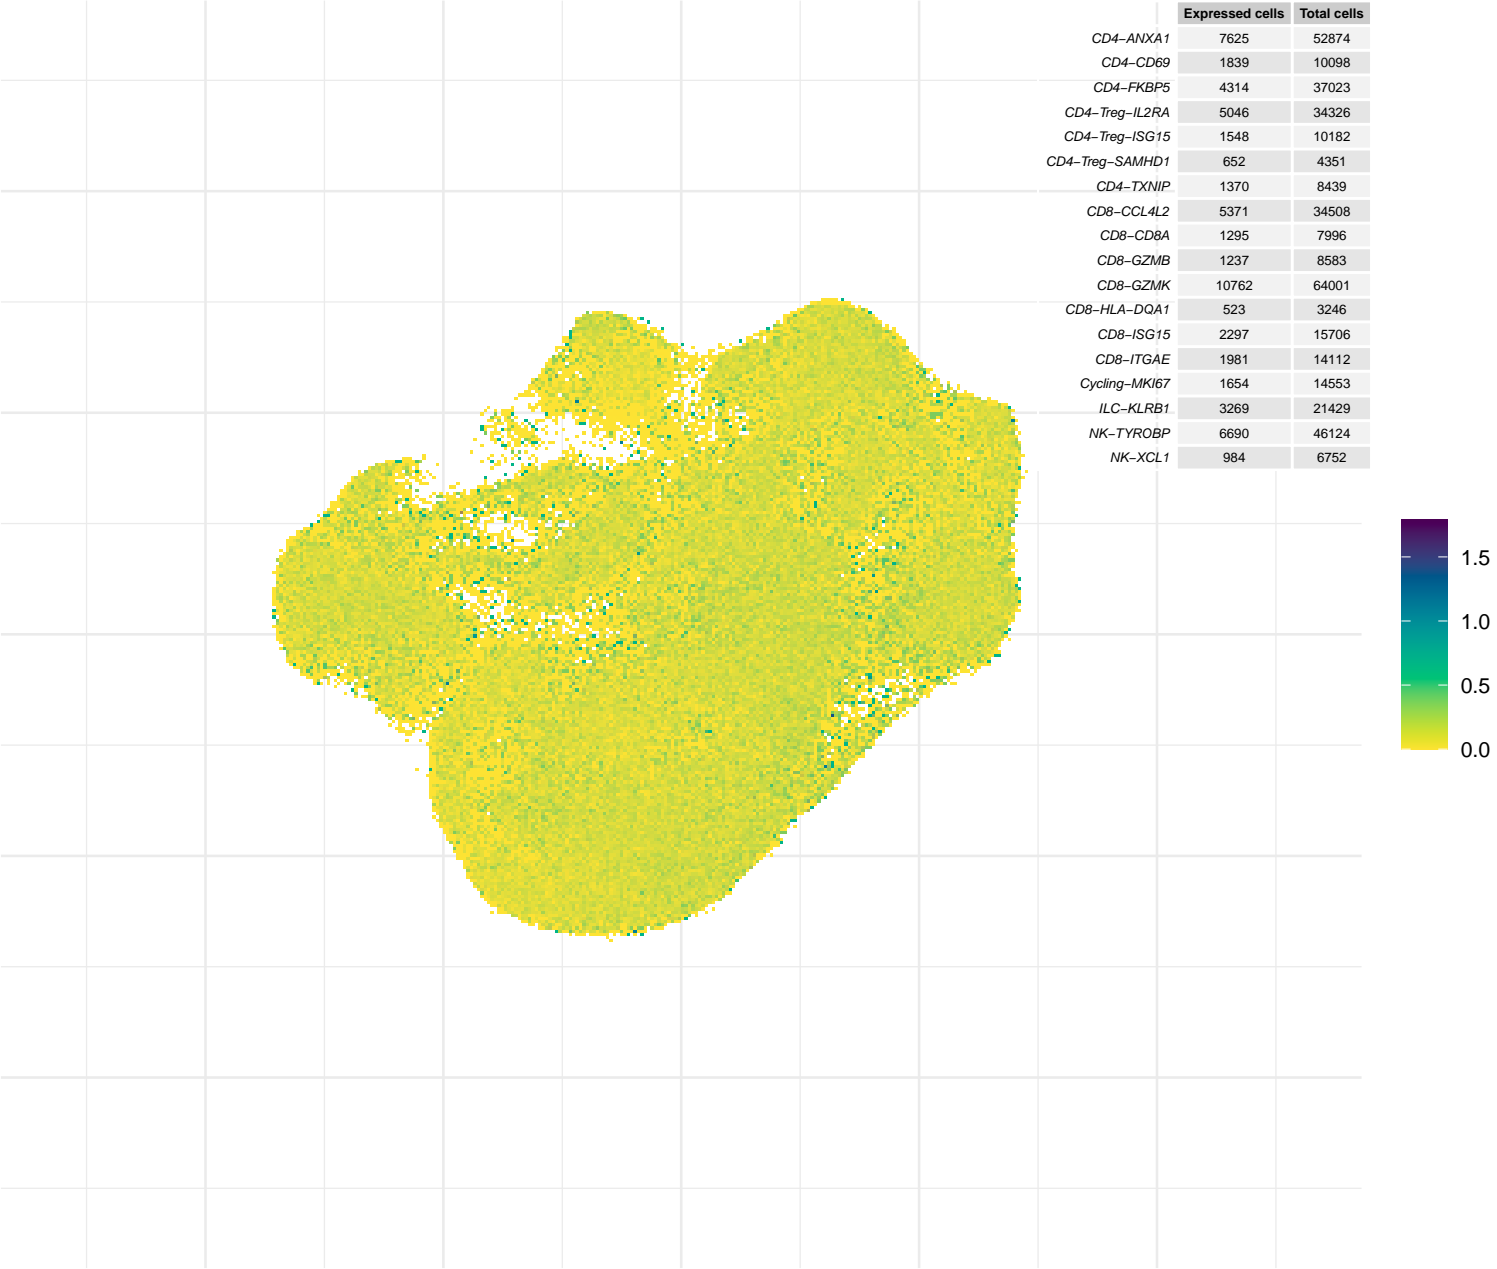 Expressed cells Total cells
CD4−ANXA1 7625 52874
CD4−CD69 1839 10098
CD4−FKBP5 4314 37023
CD4−Treg−IL2RA 5046 34326
CD4−Treg−ISG15 1548 10182
CD4−Treg−SAMHD1 652 4351
CD4−TXNIP 1370 8439
CD8−CCL4L2 5371 34508
CD8−CD8A 1295 7996
CD8−GZMB 1237 8583
CD8−GZMK 10762 64001
CD8−HLA−DQA1 523 3246
CD8−ISG15 2297 15706
CD8−ITGAE 1981 14112
Cycling−MKI67 1654 14553
ILC−KLRB1 3269 21429
NK−TYROBP 6690 46124
NK−XCL1 984 6752
1.5
1.0
0.5
0.0